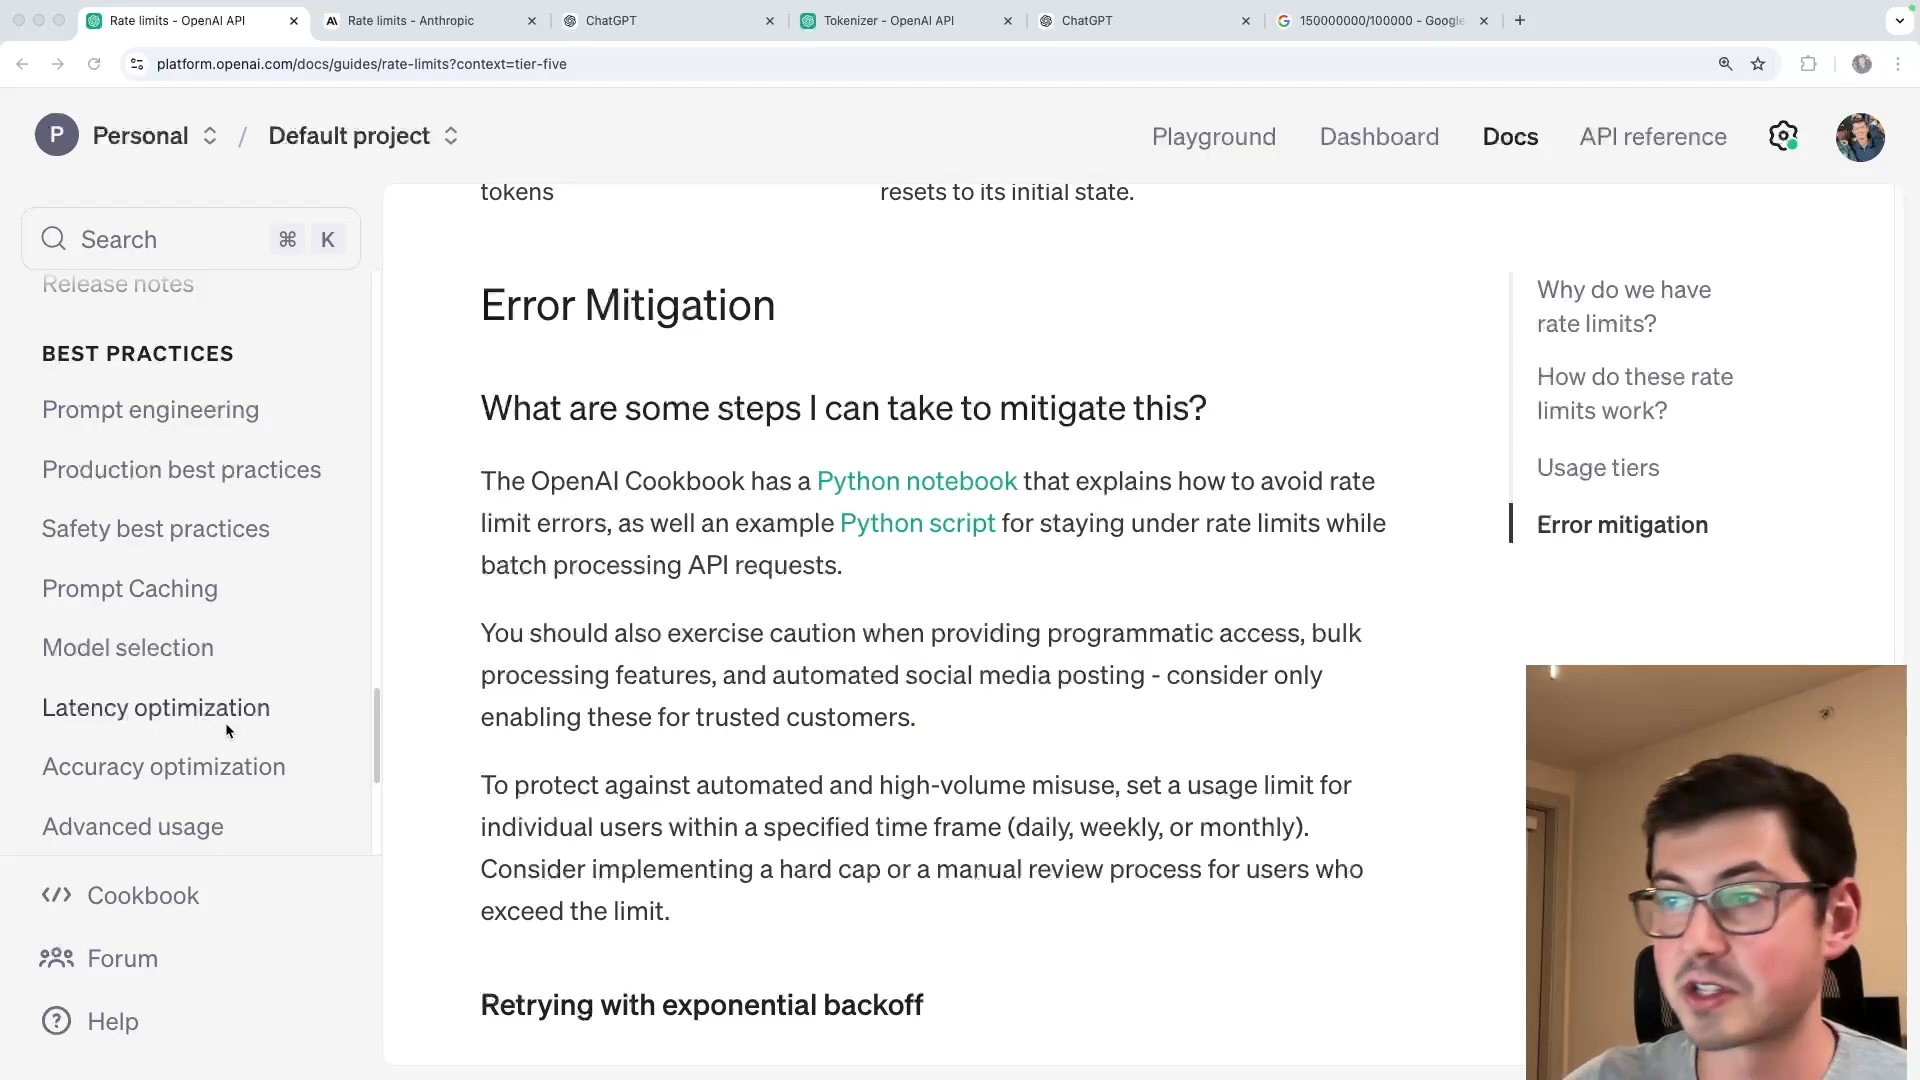 Rate limits - OpenAI API
Rate limits - Anthropic
ChatGPT
Tokenizer - OpenAI API
ChatGPT
150000000/100000 - Google
platform.openai.com/docs/guides/rate-limits?context=tier-five
P Personal / Default project
Playground
Dashboard
Docs
API reference
Search ⌘ K
Release notes
BEST PRACTICES
Prompt engineering
Production best practices
Safety best practices
Prompt Caching
Model selection
Latency optimization
Accuracy optimization
Advanced usage
Cookbook
Forum
Help
tokens
resets to its initial state.
Error Mitigation
What are some steps I can take to mitigate this?
The OpenAI Cookbook has a Python notebook that explains how to avoid rate
limit errors, as well an example Python script for staying under rate limits while
batch processing API requests.
You should also exercise caution when providing programmatic access, bulk
processing features, and automated social media posting - consider only
enabling these for trusted customers.
To protect against automated and high-volume misuse, set a usage limit for
individual users within a specified time frame (daily, weekly, or monthly).
Consider implementing a hard cap or a manual review process for users who
exceed the limit.
Retrying with exponential backoff
Why do we have
rate limits?
How do these rate
limits work?
Usage tiers
Error mitigation